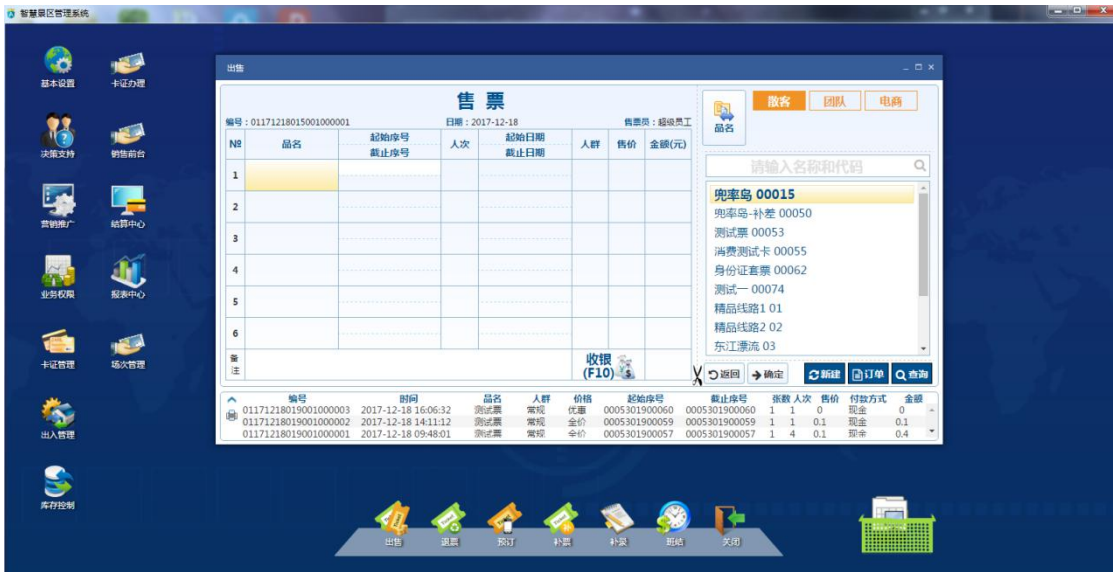 智慧景区管理系统
基本设置
卡证办理
决策支持
销售前台
营销推广
结算中心
业务权限
报表中心
卡证管理
场次管理
出入管理
库存控制
出售
售 票
编号：01171218015001000001 日期：2017-12-18 售票员：超级员工
№ 品名 起始序号 截止序号 人次 起始日期 截止日期 人群 售价 金额(元)
1
2
3
4
5
6
备注
收银
(F10)
品名
散客 团队 电商
请输入名称和代码
兜率岛 00015
兜率岛-补差 00050
测试票 00053
消费测试卡 00055
身份证套票 00062
测试一 00074
精品线路1 01
精品线路2 02
东江漂流 03
返回 确定 新建 订单 查询
编号 时间 品名 人群 价格 起始序号 截止序号 张数 人次 售价 付款方式 金额
01171218019001000003 2017-12-18 16:06:32 测试票 常规 优惠 0005301900060 0005301900060 1 1 0 现金 0
01171218019001000002 2017-12-18 14:11:12 测试票 常规 全价 0005301900059 0005301900059 1 1 0.1 现金 0.1
01171218019001000001 2017-12-18 09:48:01 测试票 常规 全价 0005301900057 0005301900057 1 4 0.1 现金 0.4
出售 退票 预订 补票 补录 班结 关闭